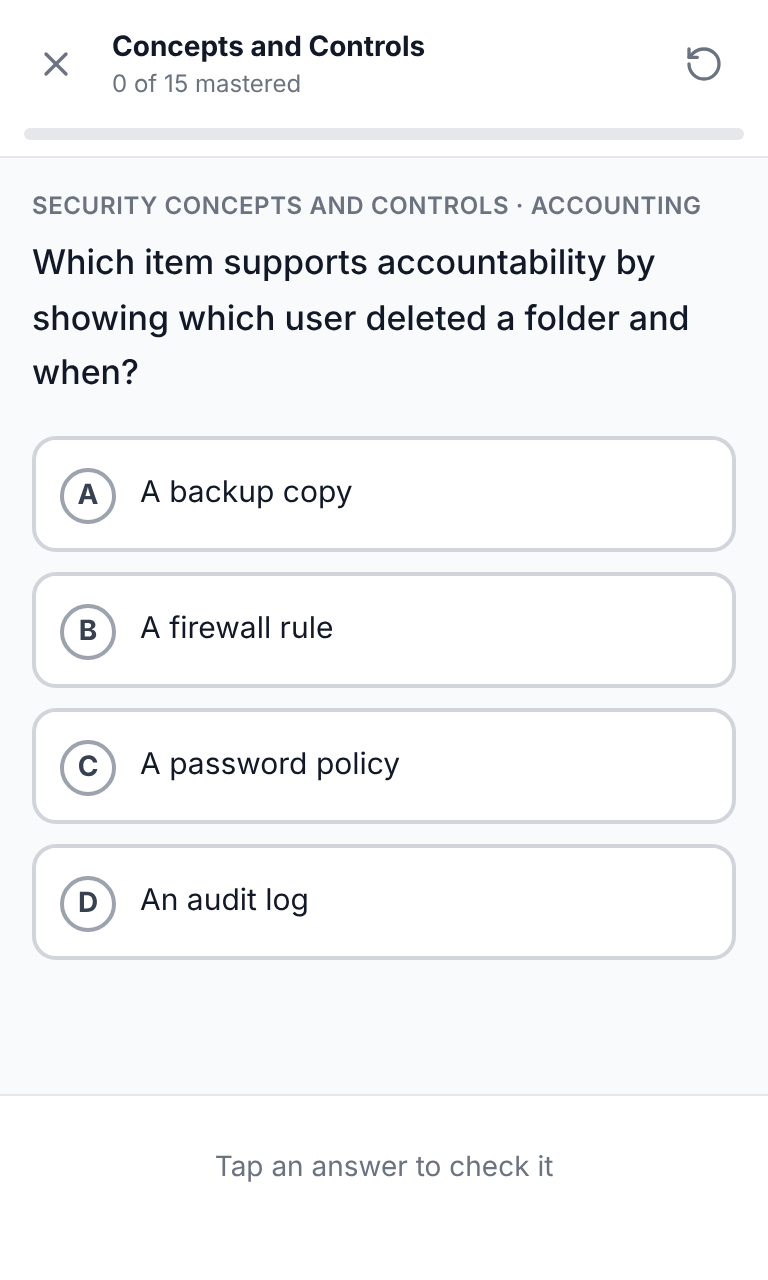 Concepts and Controls
0 of 15 mastered
SECURITY CONCEPTS AND CONTROLS · ACCOUNTING
Which item supports accountability by
showing which user deleted a folder and
when?
A A backup copy
B A firewall rule
C A password policy
D An audit log
Tap an answer to check it